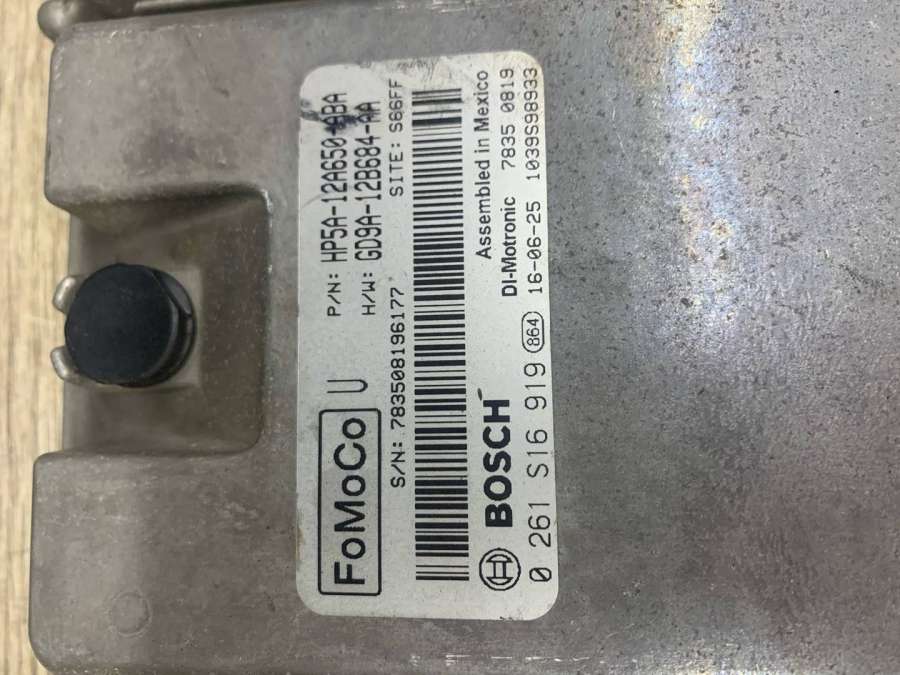 FoMoCo U
P/N: HP5A-12A650-ABA
H/W: GD9A-12B684-AA
S/N: 783508196177 SITE: S66FF
BOSCH
Assembled in Mexico
DI-Motronic 7835 0819
0 261 S16 919 864 16-06-25 1039S98933